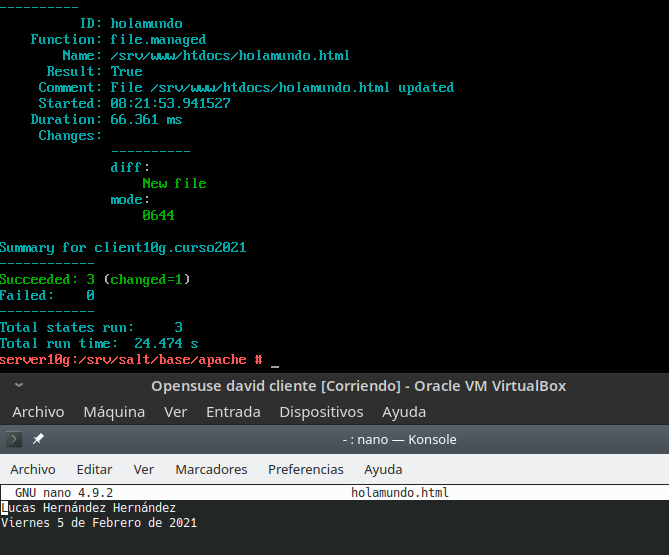 ----------
ID: holamundo
Function: file.managed
Name: /srv/www/htdocs/holamundo.html
Result: True
Comment: File /srv/www/htdocs/holamundo.html updated
Started: 08:21:53.941527
Duration: 66.361 ms
Changes:
----------
diff:
New file
mode:
0644
Summary for client10g.curso2021
------------
Succeeded: 3 (changed=1)
Failed: 0
------------
Total states run: 3
Total run time: 24.474 s
server10g:/srv/salt/base/apache # _
Opensuse david cliente [Corriendo] - Oracle VM VirtualBox
Archivo Máquina Ver Entrada Dispositivos Ayuda
- : nano — Konsole
Archivo Editar Ver Marcadores Preferencias Ayuda
GNU nano 4.9.2 holamundo.html
Lucas Hernández Hernández
Viernes 5 de Febrero de 2021